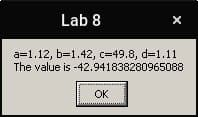 Lab 8
×
a=1.12, b=1.42, c=49.8, d=1.11
The value is -42.941838280965088
OK